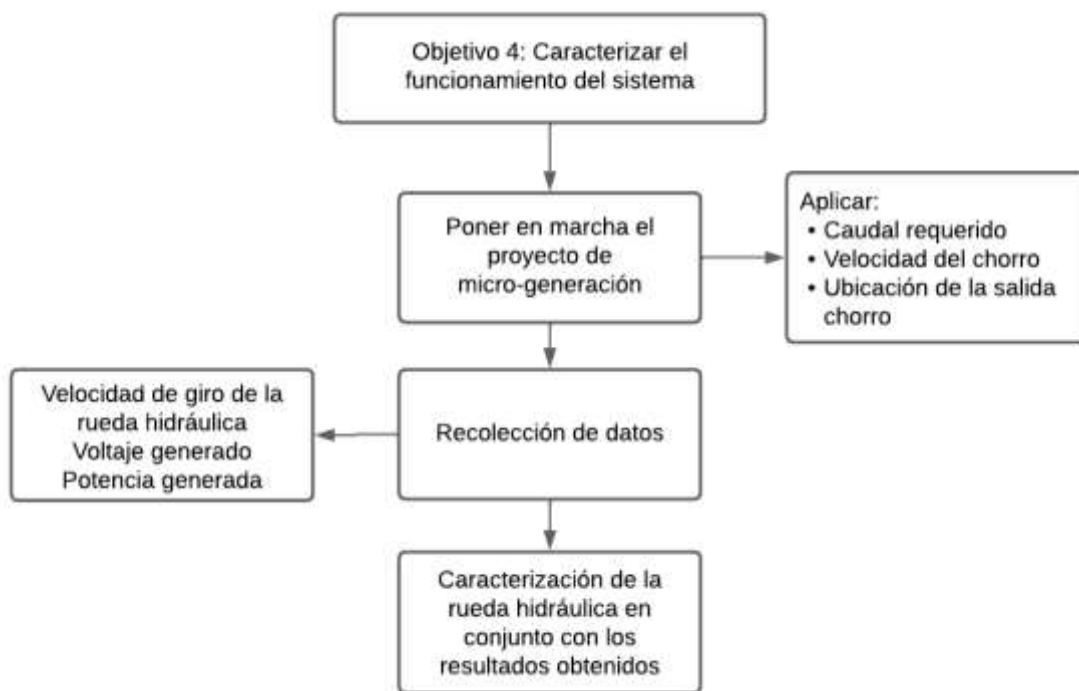 Objetivo 4: Caracterizar el
funcionamiento del sistema
Poner en marcha el
proyecto de
micro-generación
Aplicar:
• Caudal requerido
• Velocidad del chorro
• Ubicación de la salida
chorro
Velocidad de giro de la
rueda hidráulica
Voltaje generado
Potencia generada
Recolección de datos
Caracterización de la
rueda hidráulica en
conjunto con los
resultados obtenidos